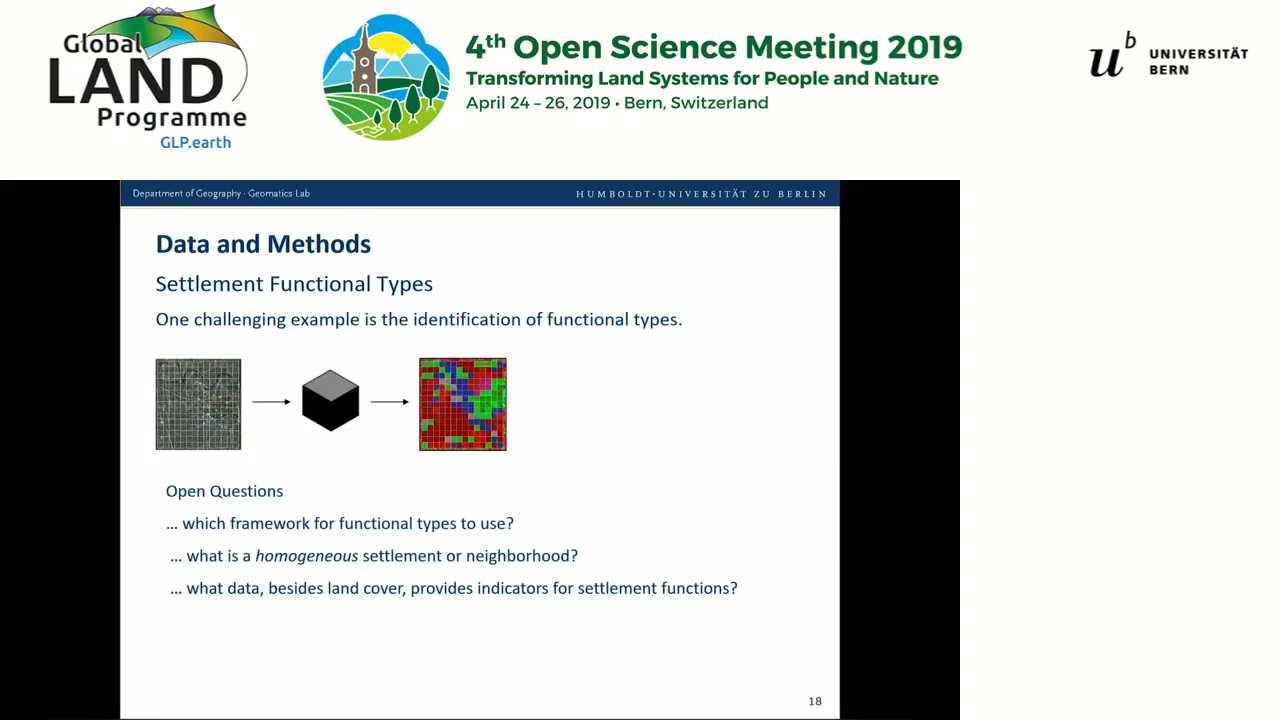 Global
LAND
Programme
GLP.earth
4th Open Science Meeting 2019
Transforming Land Systems for People and Nature
April 24 – 26, 2019 • Bern, Switzerland
u b
UNIVERSITÄT
BERN
Department of Geography · Geomatics Lab
HUMBOLDT-UNIVERSITÄT ZU BERLIN
Data and Methods
Settlement Functional Types
One challenging example is the identification of functional types.
Open Questions
... which framework for functional types to use?
... what is a homogeneous settlement or neighborhood?
... what data, besides land cover, provides indicators for settlement functions?
18